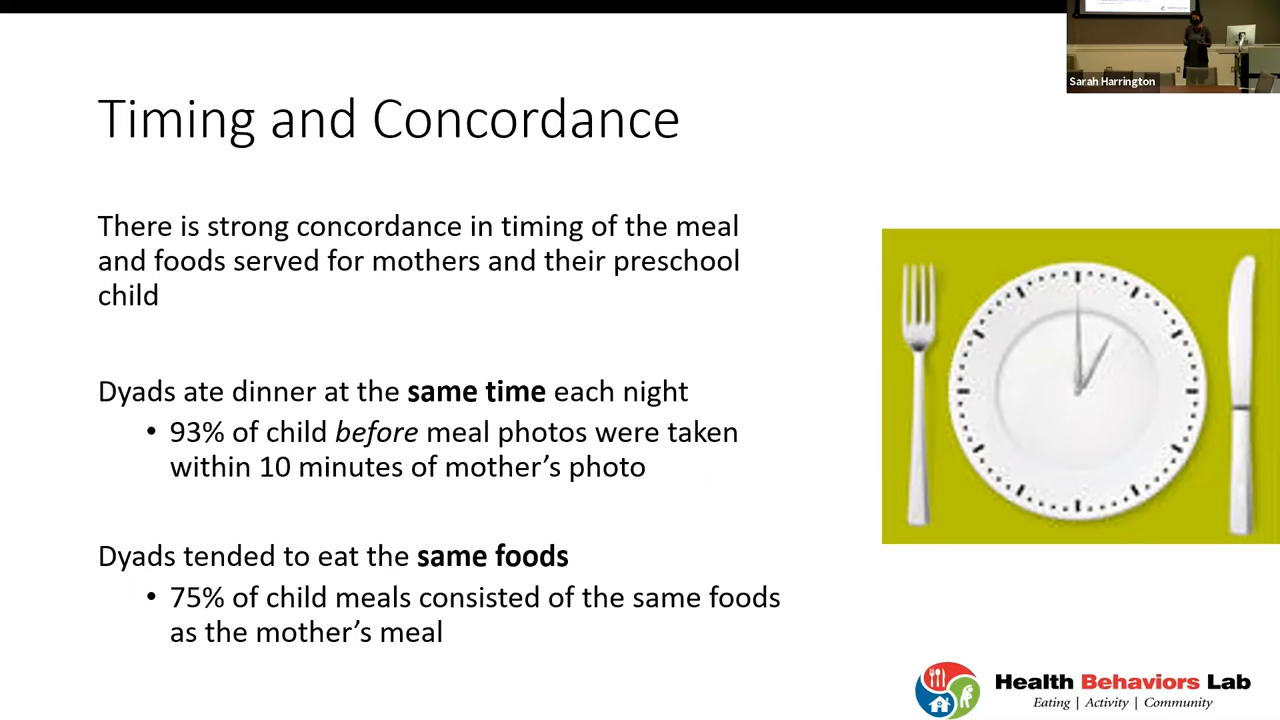 Sarah Harrington
Timing and Concordance
There is strong concordance in timing of the meal
and foods served for mothers and their preschool
child
Dyads ate dinner at the same time each night
• 93% of child before meal photos were taken
within 10 minutes of mother’s photo
Dyads tended to eat the same foods
• 75% of child meals consisted of the same foods
as the mother’s meal
Health Behaviors Lab
Eating | Activity | Community